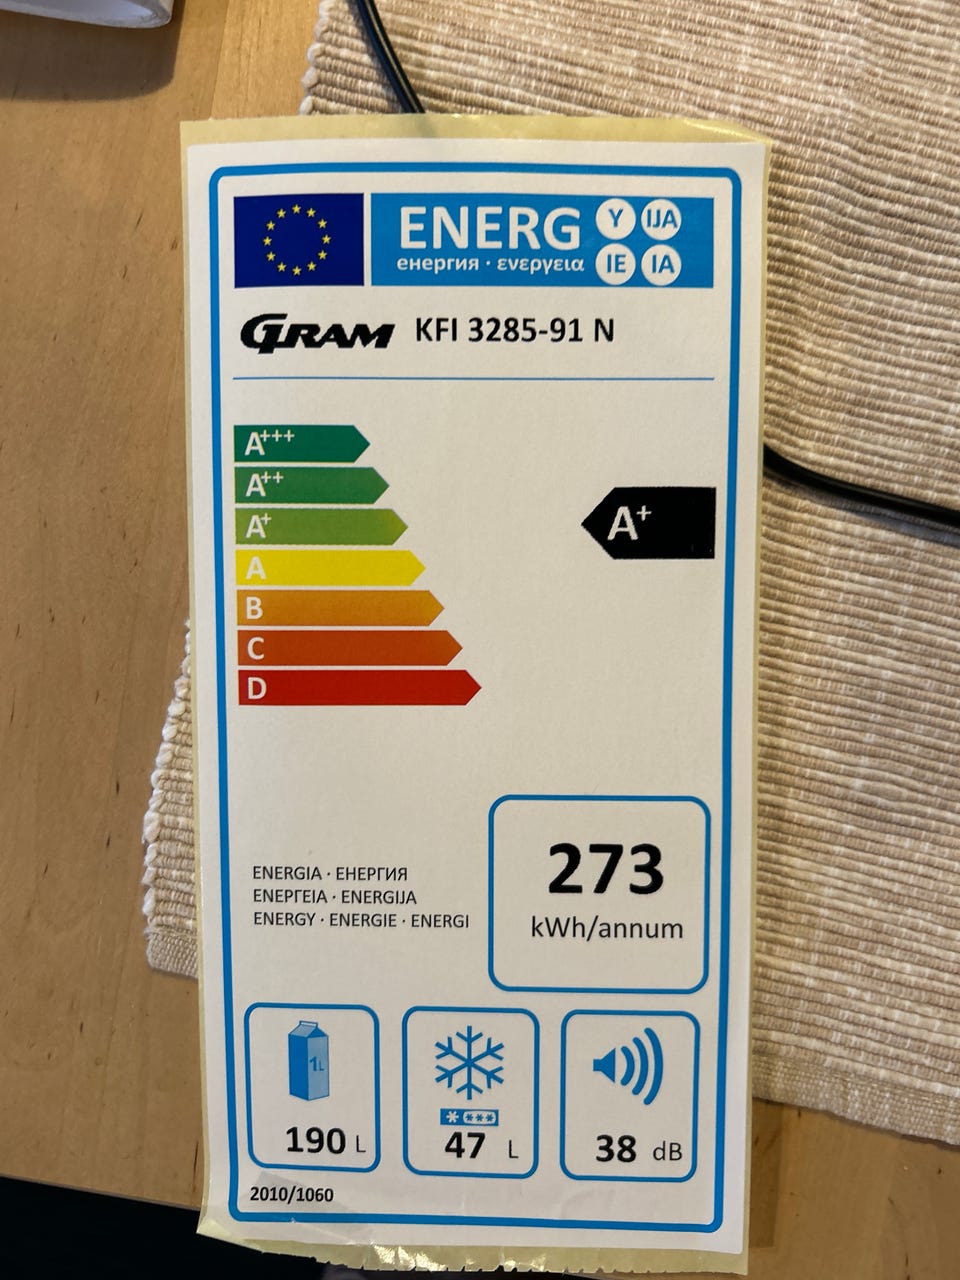 ENERG Y IJA
енергия · ενεργεια IE IA
GRAM KFI 3285-91 N
A+++
A++
A+
A+
A
B
C
D
273
kWh/annum
ENERGIA · ЕНЕРГИЯ
ΕΝΕΡΓΕΙΑ · ENERGIJA
ENERGY · ENERGIE · ENERGI
1L
190 L
47 L
38 dB
2010/1060